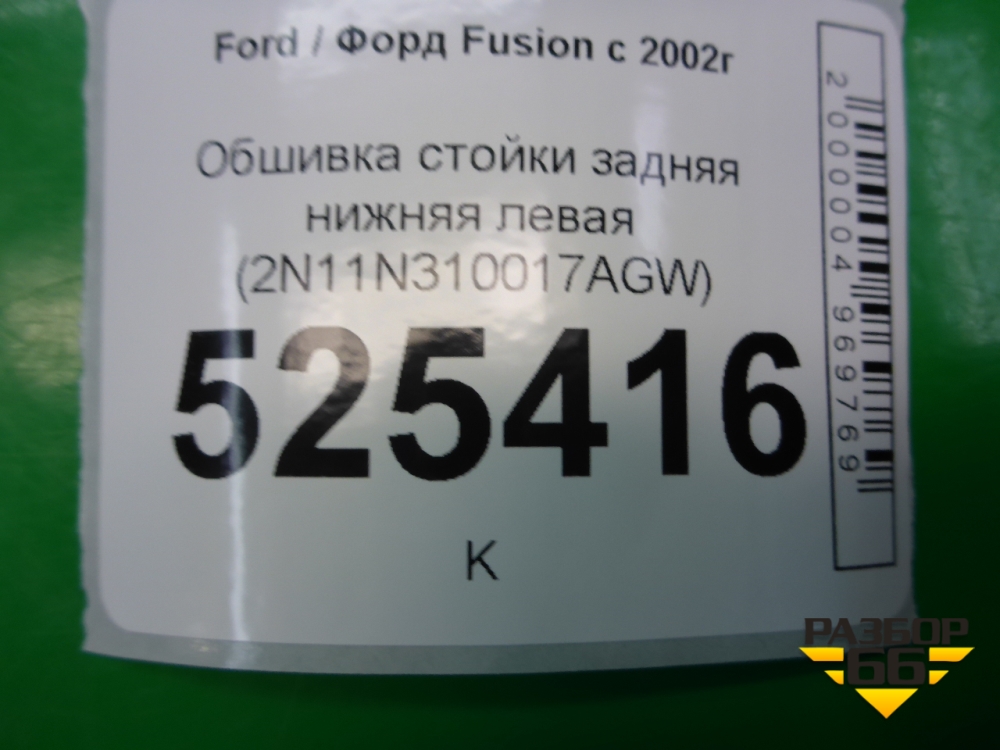 Ford / Форд Fusion с 2002г
Обшивка стойки задняя
нижняя левая
(2N11N310017AGW)
525416
К
2000004969769
РАЗБОР
66